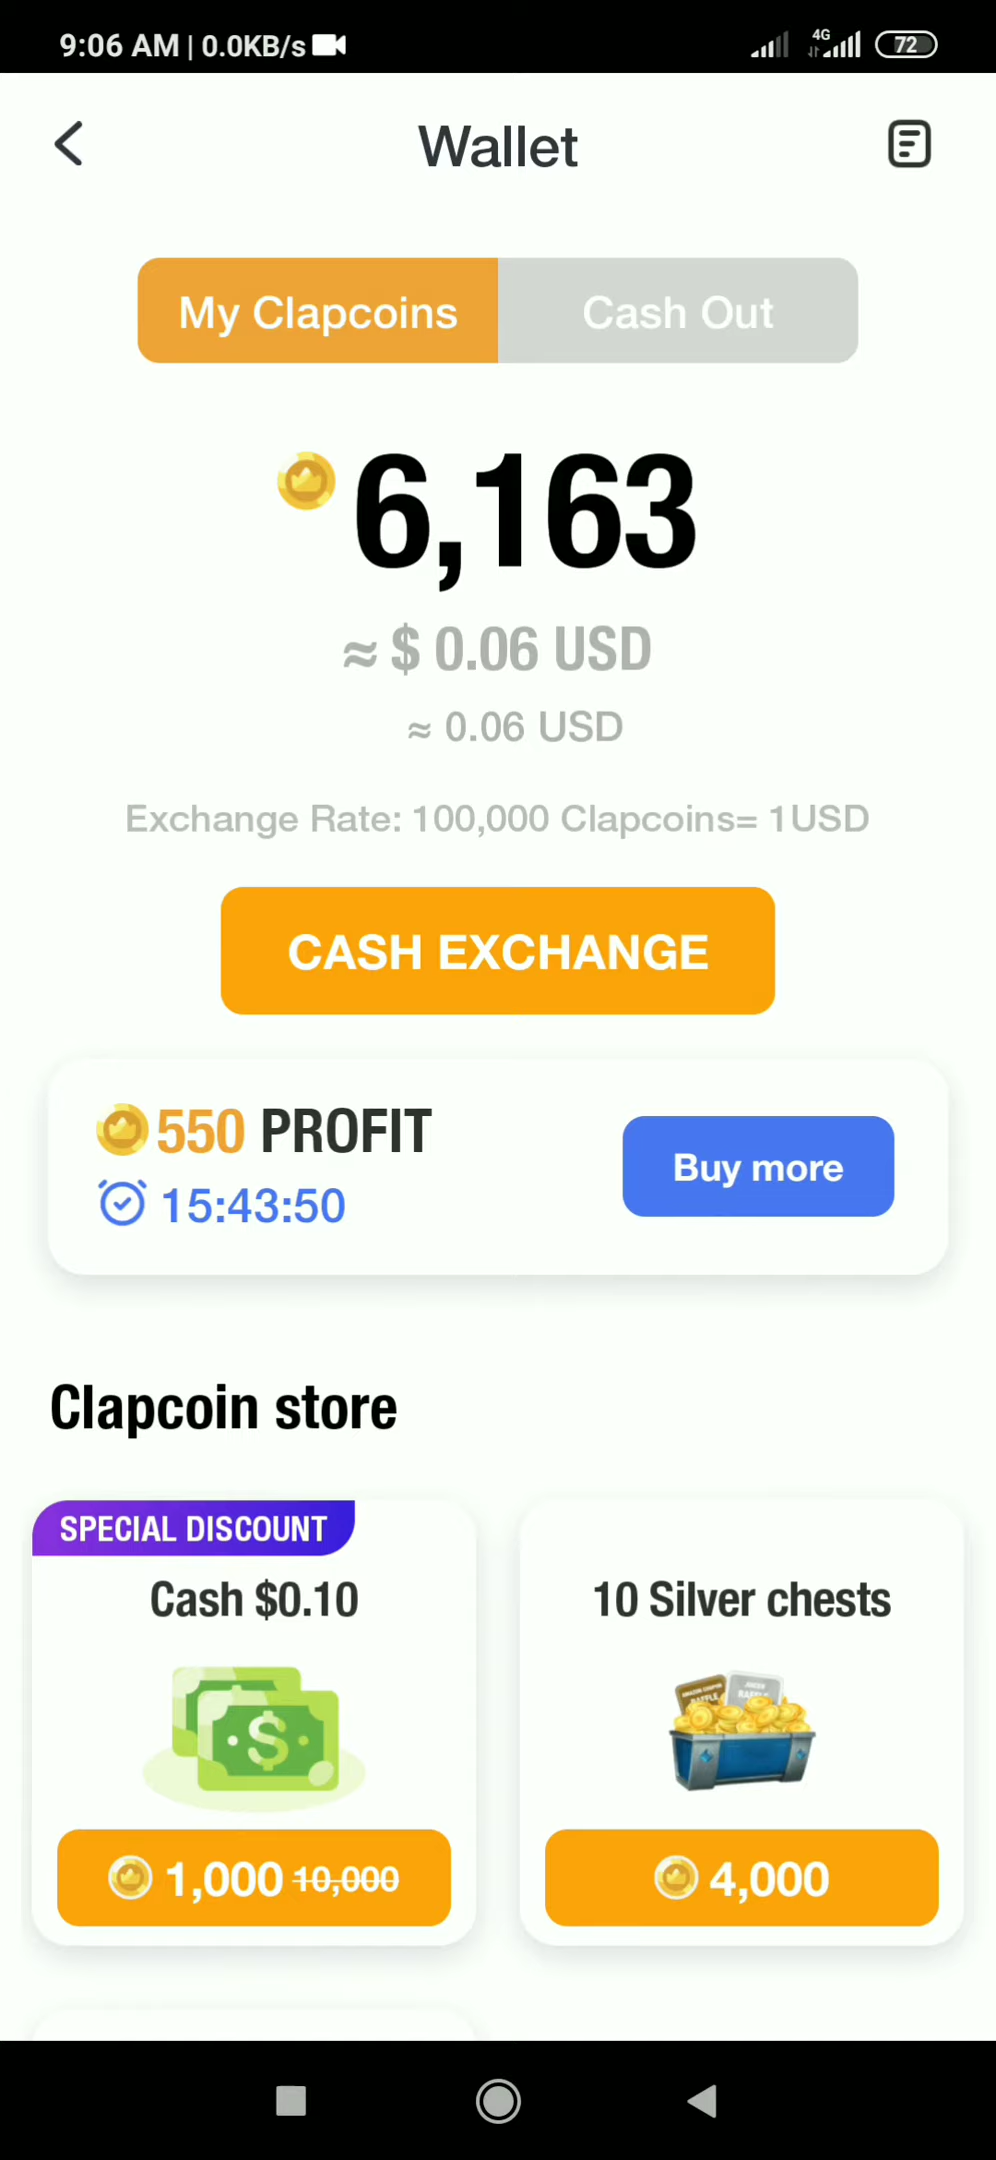 9:06 AM | 0.0KB/s
4G
72
Wallet
My Clapcoins
Cash Out
6,163
≈ $ 0.06 USD
≈ 0.06 USD
Exchange Rate: 100,000 Clapcoins= 1USD
CASH EXCHANGE
550 PROFIT
15:43:50
Buy more
Clapcoin store
SPECIAL DISCOUNT
Cash $0.10
10 Silver chests
1,000 10,000
4,000